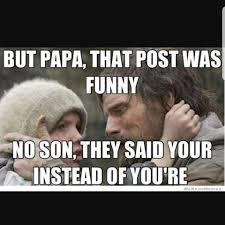 BUT PAPA, THAT POST WAS
FUNNY
NO SON, THEY SAID YOUR
INSTEAD OF YOU'RE